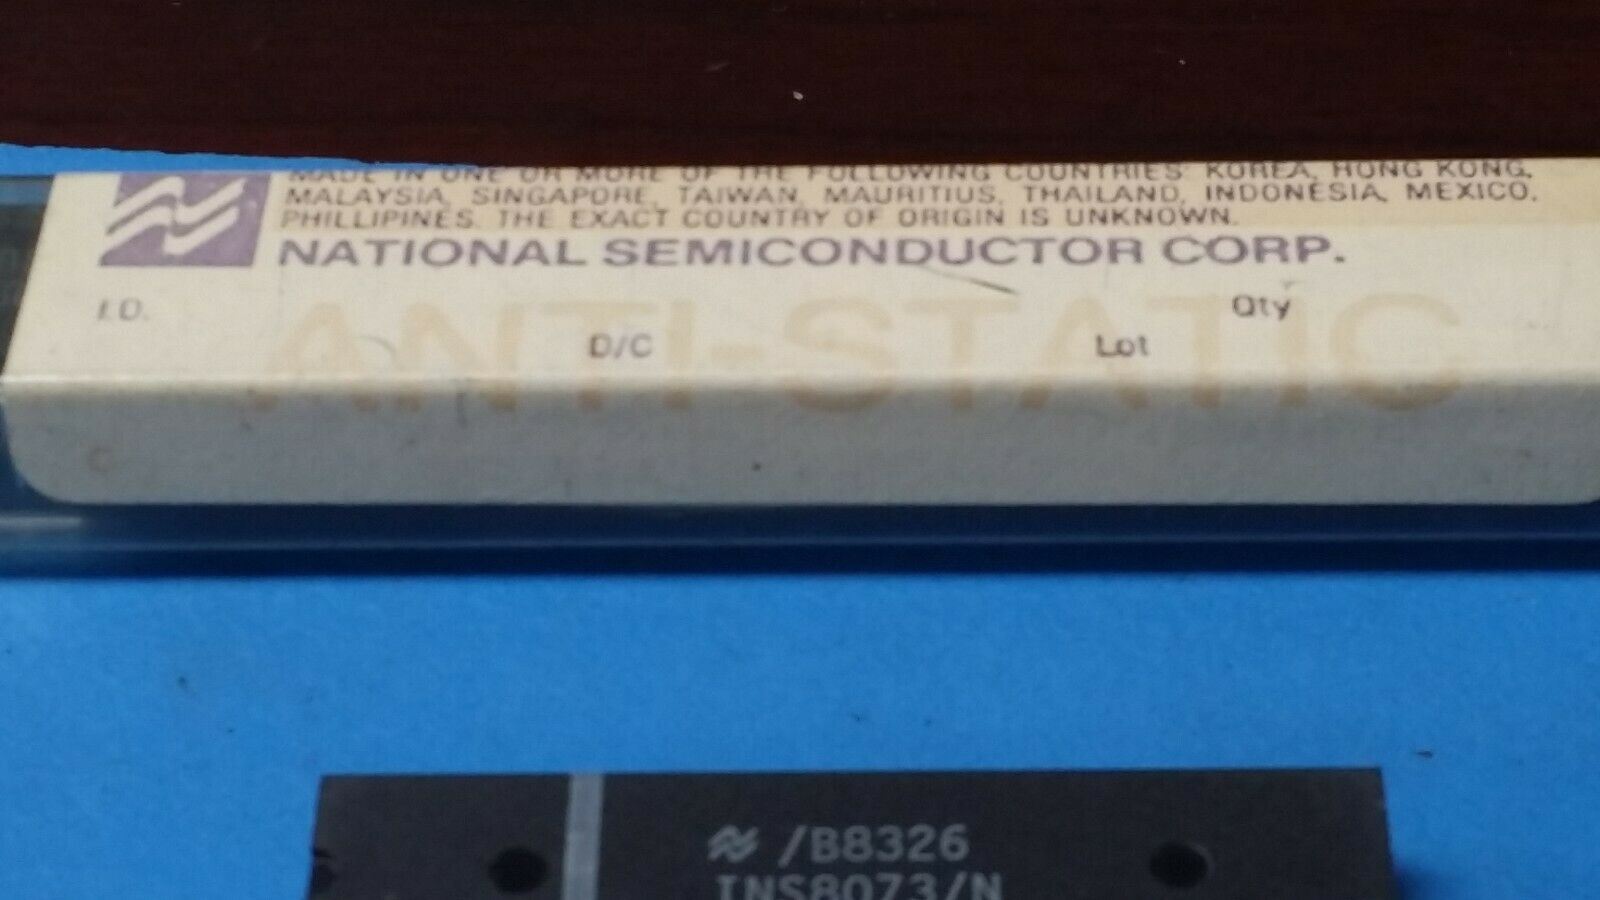 MADE IN ONE OR MORE OF THE FOLLOWING COUNTRIES: KOREA, HONG KONG,
MALAYSIA, SINGAPORE, TAIWAN, MAURITIUS, THAILAND, INDONESIA, MEXICO,
PHILLIPINES. THE EXACT COUNTRY OF ORIGIN IS UNKNOWN.
NATIONAL SEMICONDUCTOR CORP.
I.D.
Qty
D/C
Lot
ANTI-STATIC
/B8326
INS8073/N